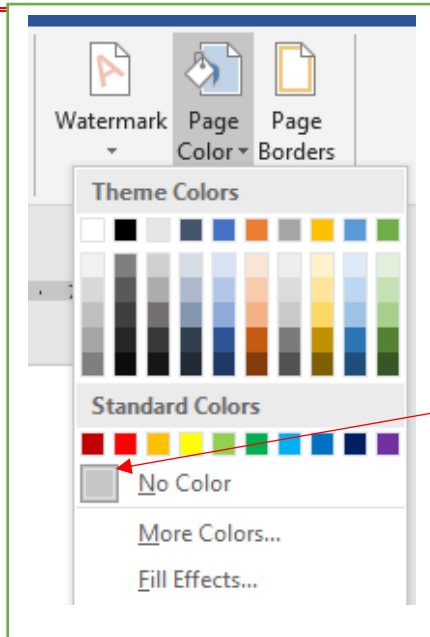 Watermark Page Page
Color Borders
Theme Colors
Standard Colors
No Color
More Colors...
Fill Effects...